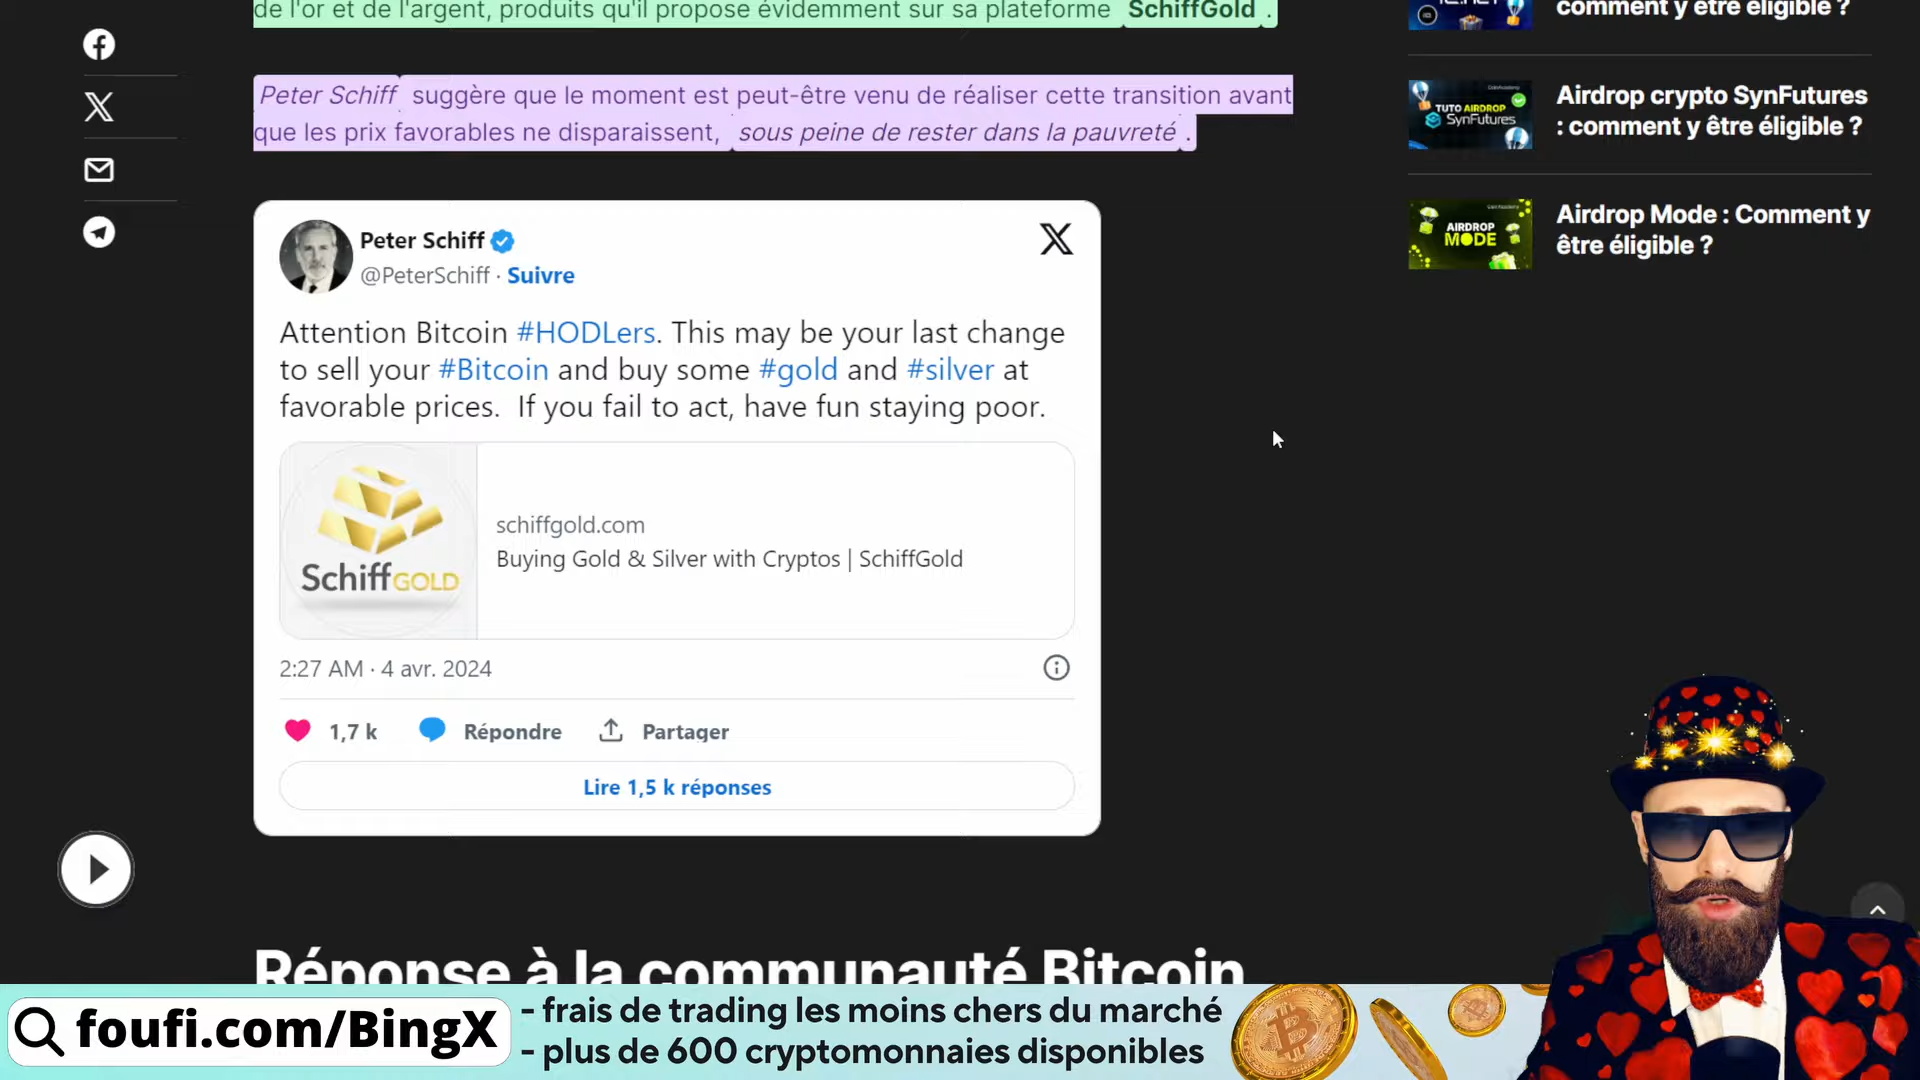 de l'or et de l'argent, produits qu'il propose évidemment sur sa plateforme SchiffGold .
Peter Schiff suggère que le moment est peut-être venu de réaliser cette transition avant
que les prix favorables ne disparaissent, sous peine de rester dans la pauvreté .
Peter Schiff
@PeterSchiff · Suivre
Attention Bitcoin #HODLers. This may be your last change
to sell your #Bitcoin and buy some #gold and #silver at
favorable prices. If you fail to act, have fun staying poor.
SchiffGOLD
schiffgold.com
Buying Gold & Silver with Cryptos | SchiffGold
2:27 AM · 4 avr. 2024
1,7 k
Répondre
Partager
Lire 1,5 k réponses
Réponse à la communauté Bitcoin
comment y être éligible ?
TUTO AIRDROP
SynFutures
Airdrop crypto SynFutures
: comment y être éligible ?
AIRDROP
MODE
Airdrop Mode : Comment y
être éligible ?
foufi.com/BingX
- frais de trading les moins chers du marché
- plus de 600 cryptomonnaies disponibles